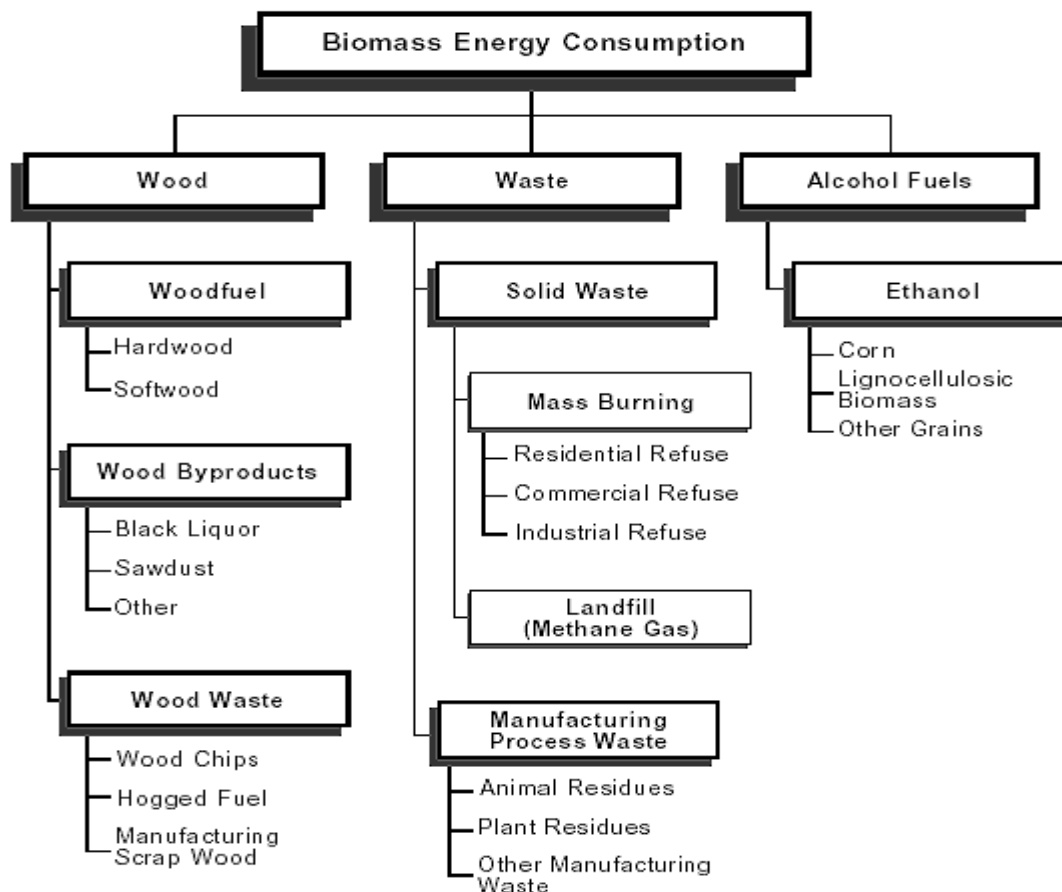 Biomass Energy Consumption
Wood
Waste
Alcohol Fuels
Woodfuel
Hardwood
Softwood
Wood Byproducts
Black Liquor
Sawdust
Other
Wood Waste
Wood Chips
Hogged Fuel
Manufacturing
Scrap Wood
Solid Waste
Mass Burning
Residential Refuse
Commercial Refuse
Industrial Refuse
Landfill
(Methane Gas)
Manufacturing
Process Waste
Animal Residues
Plant Residues
Other Manufacturing
Waste
Ethanol
Corn
Lignocellulosic
Biomass
Other Grains